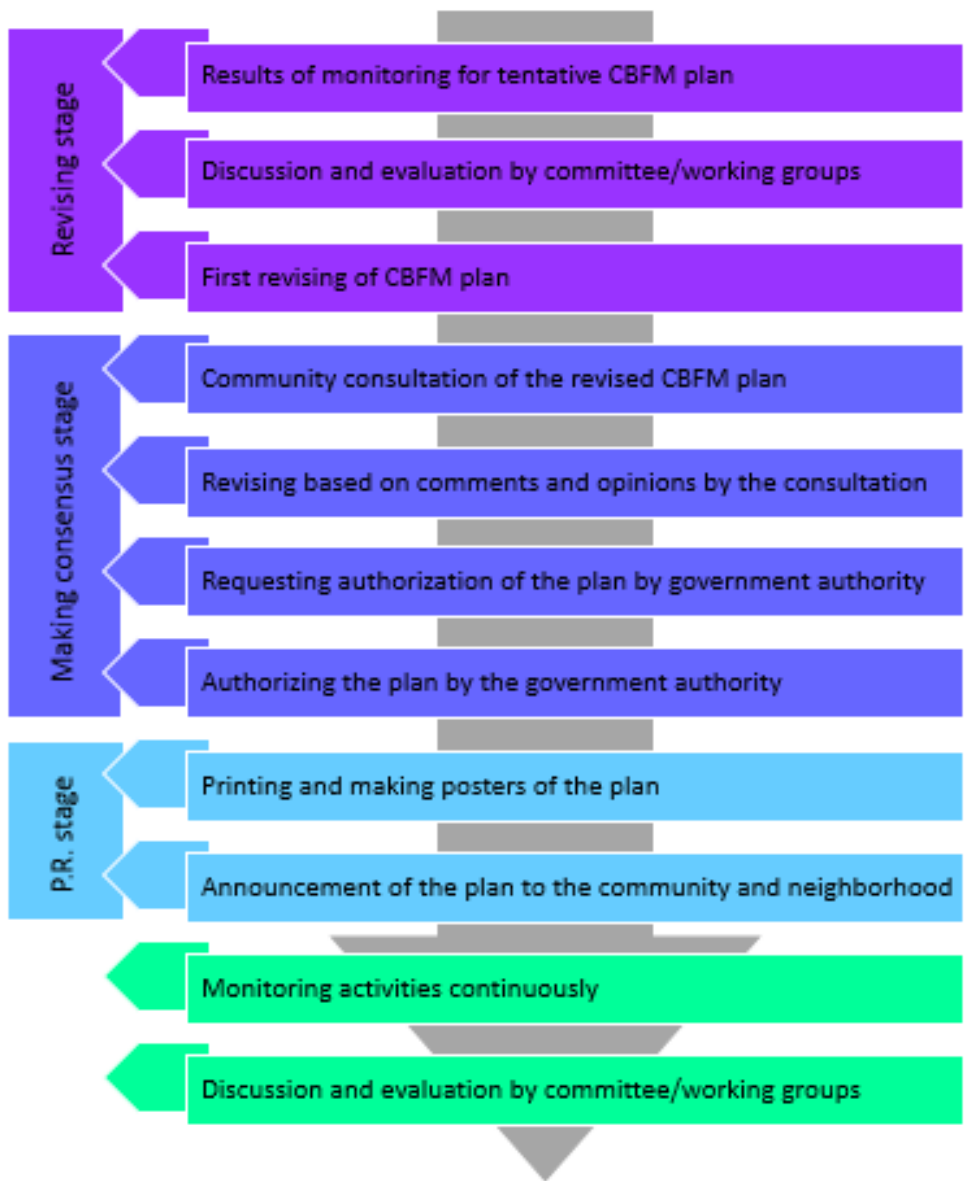 Revising stage
Results of monitoring for tentative CBFM plan
Discussion and evaluation by committee/working groups
First revising of CBFM plan
Making consensus stage
Community consultation of the revised CBFM plan
Revising based on comments and opinions by the consultation
Requesting authorization of the plan by government authority
Authorizing the plan by the government authority
P.R. stage
Printing and making posters of the plan
Announcement of the plan to the community and neighborhood
Monitoring activities continuously
Discussion and evaluation by committee/working groups